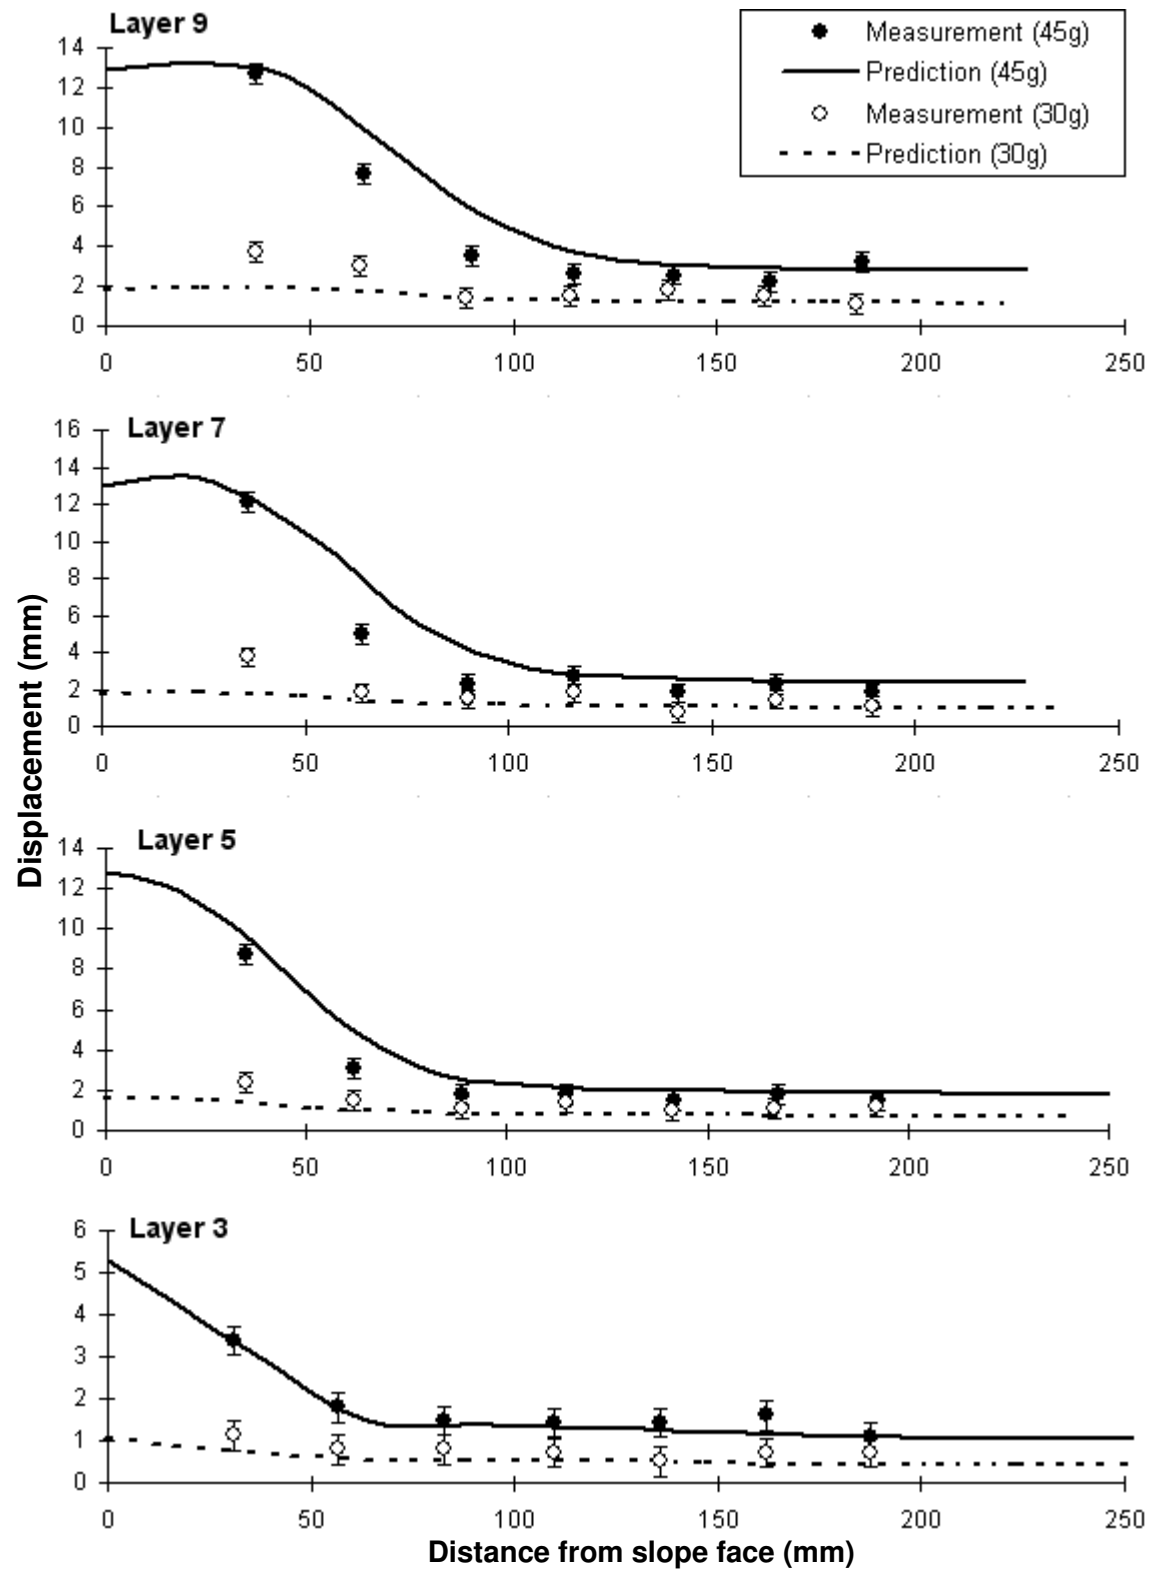 Layer 9
Measurement (45g)
Prediction (45g)
Measurement (30g)
Prediction (30g)
14
12
10
8
6
4
2
0
0 50 100 150 200 250
Layer 7
16
14
12
10
8
6
4
2
0
0 50 100 150 200 250
Displacement (mm)
Layer 5
14
12
10
8
6
4
2
0
0 50 100 150 200 250
Layer 3
6
5
4
3
2
1
0
0 50 100 150 200 250
Distance from slope face (mm)